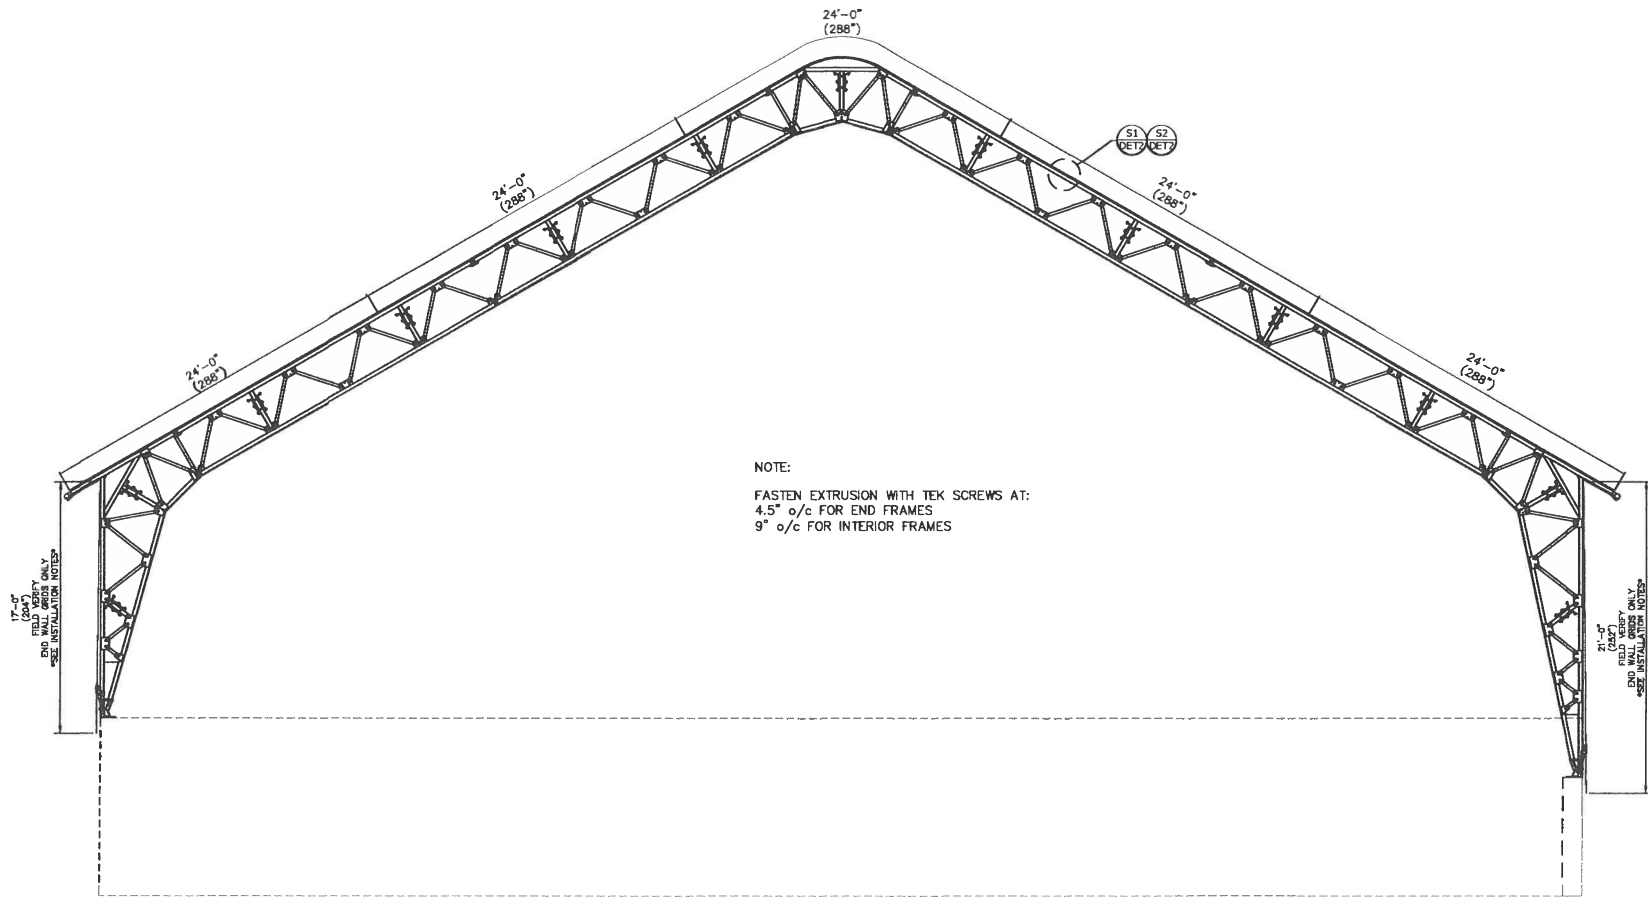 24'-0"
(288")
S1 S2
DET2 DET2
24'-0"
(288")
24'-0"
(288")
24'-0"
(288")
24'-0"
(288")
NOTE:
FASTEN EXTRUSION WITH TEK SCREWS AT:
4.5" o/c FOR END FRAMES
9" o/c FOR INTERIOR FRAMES
17'-0"
(204")
FIELD VERIFY
END WALL GRIDS ONLY
*SEE INSTALLATION NOTES*
21'-0"
(252")
FIELD VERIFY
END WALL GRIDS ONLY
*SEE INSTALLATION NOTES*